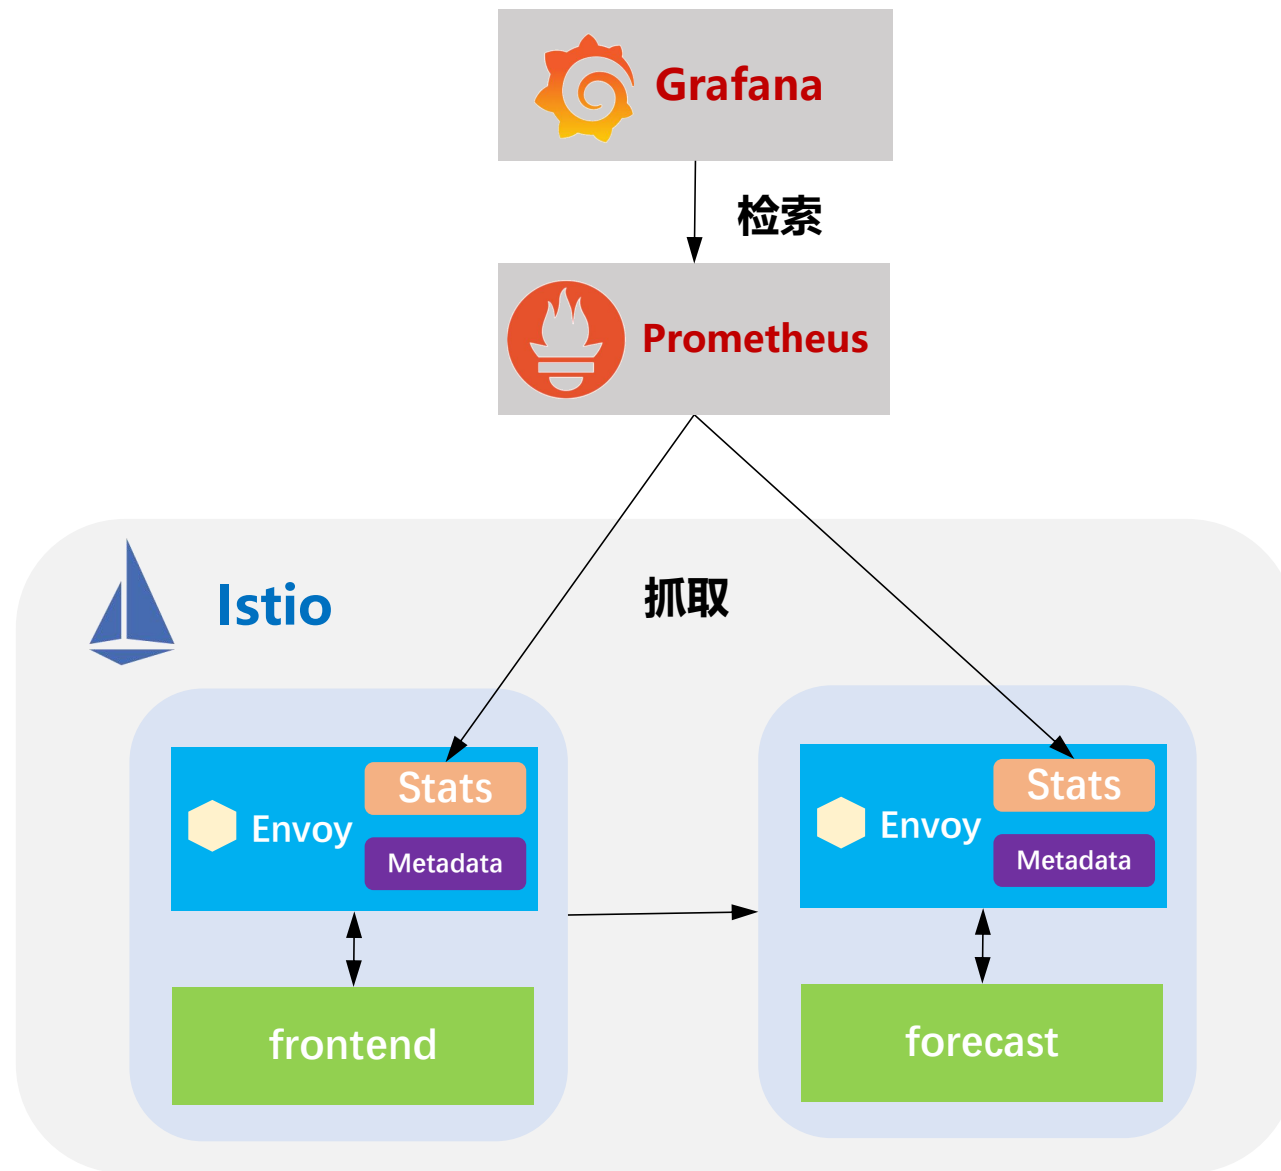 Grafana
检索
Prometheus
Istio
抓取
Stats
Envoy
Metadata
frontend
Stats
Envoy
Metadata
forecast